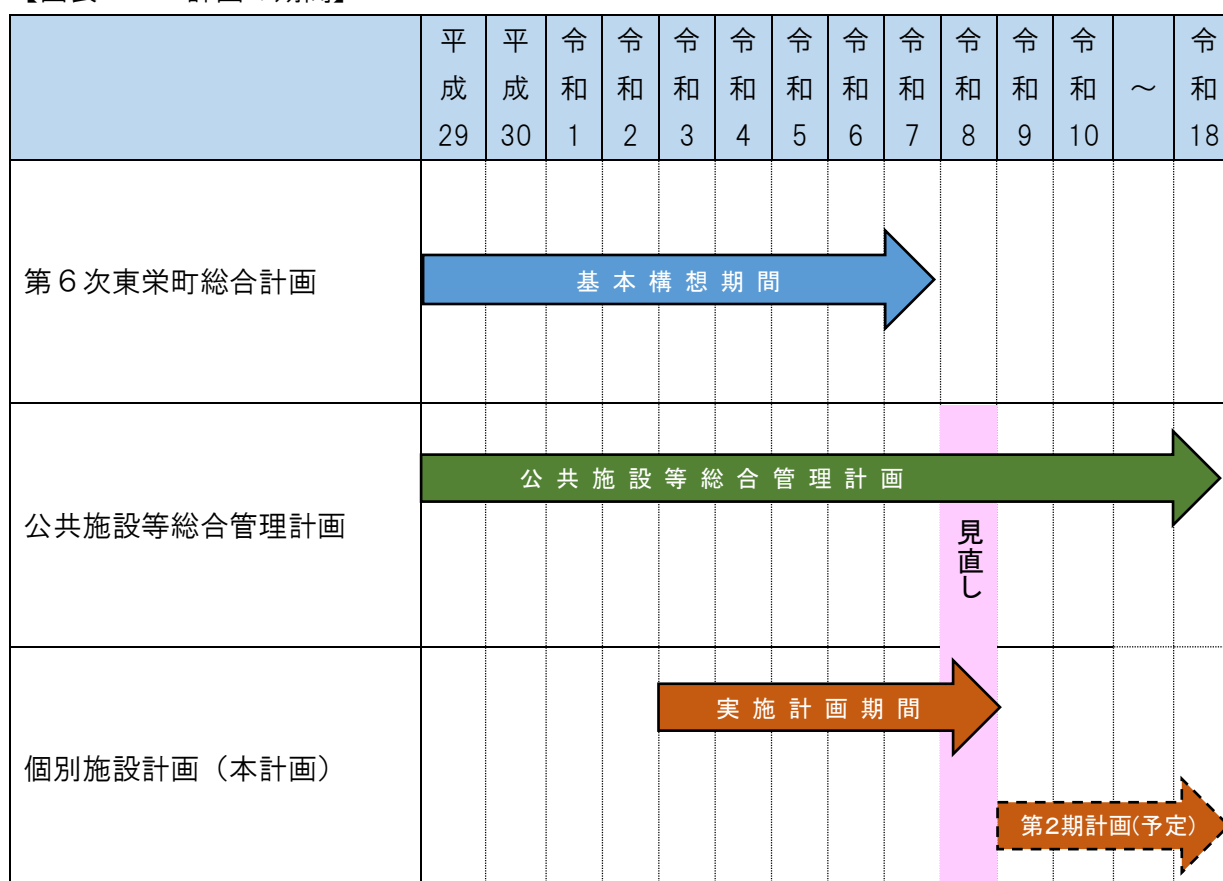 平成29 平成30 令和1 令和2 令和3 令和4 令和5 令和6 令和7 令和8 令和9 令和10 ～ 令和18
第６次東栄町総合計画
基本構想期間
公共施設等総合管理計画
公共施設等総合管理計画
見直し
実施計画期間
個別施設計画（本計画）
第2期計画(予定)